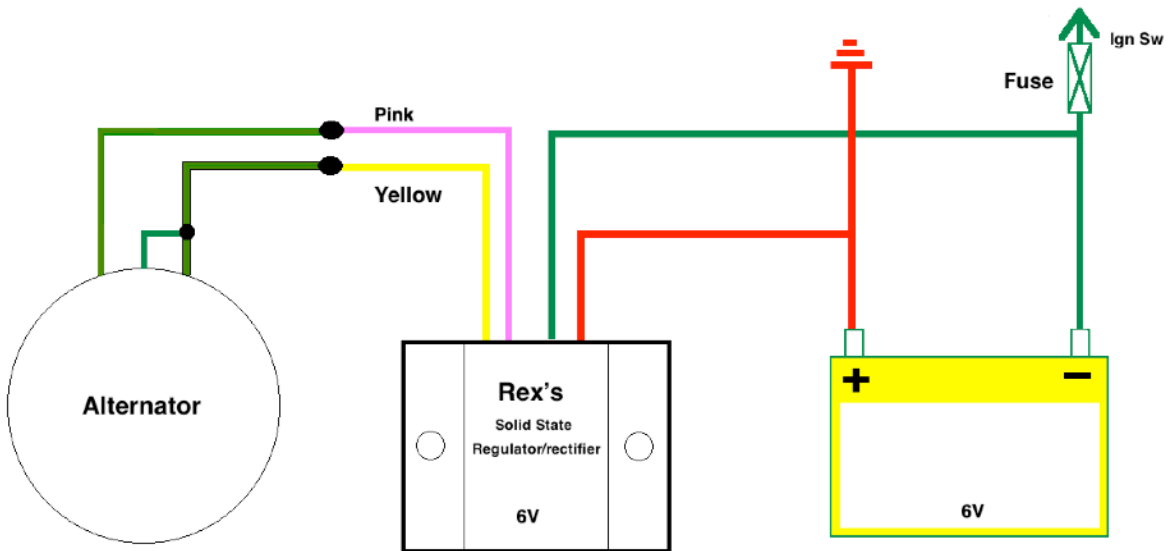 Ign Sw
Fuse
Pink
Yellow
Alternator
Rex's
Solid State
Regulator/rectifier
6V
+
−
6V